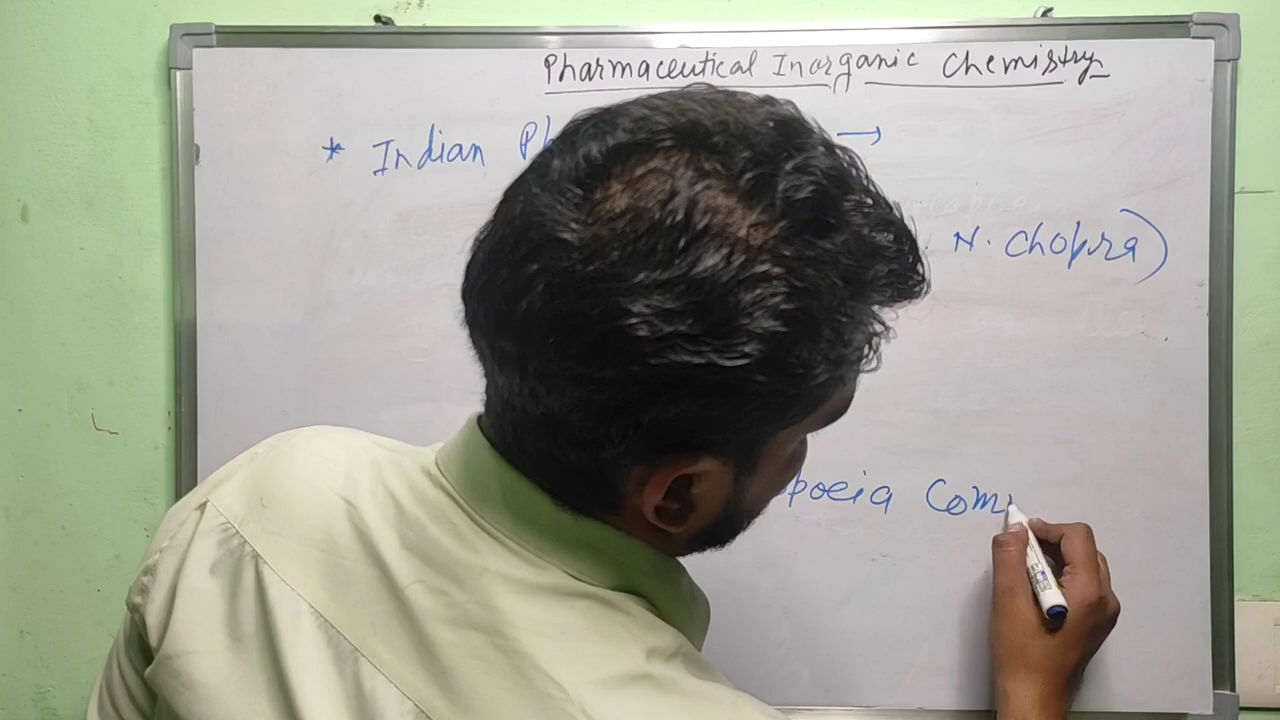 Pharmaceutical Inorganic Chemistry
* Indian Ph →
N. Chopra)
poeia Com